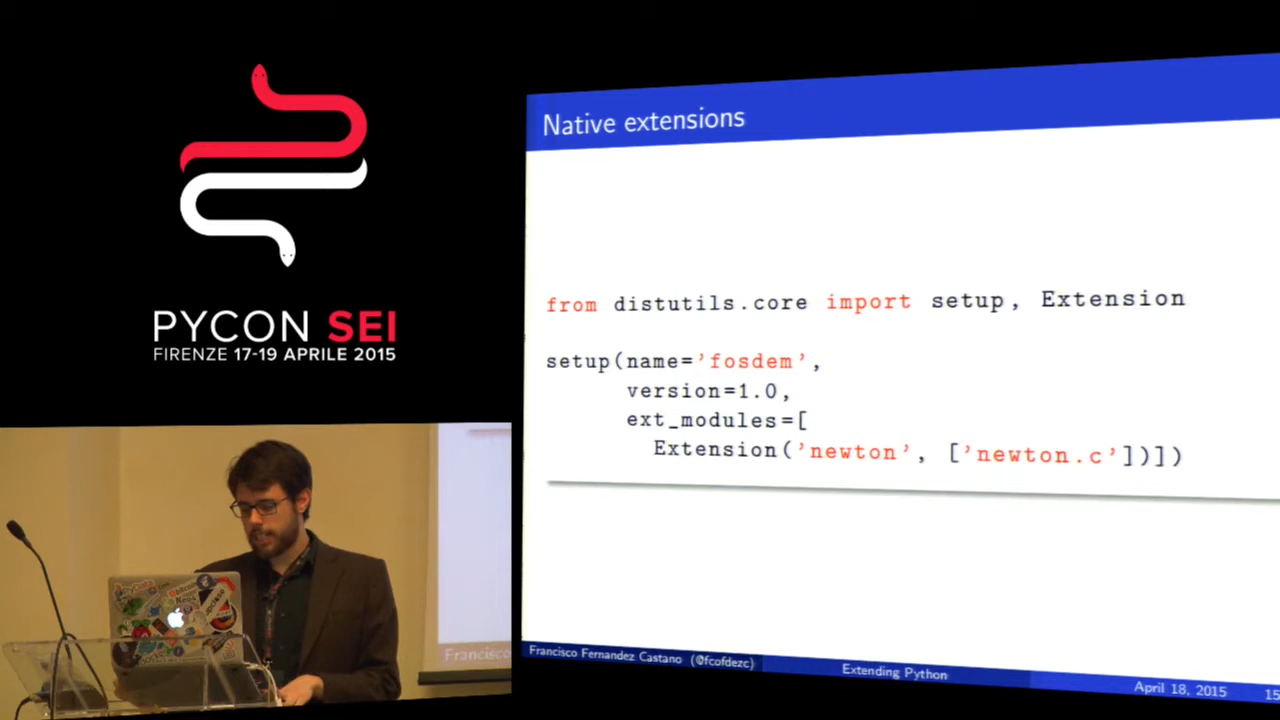 PYCON SEI
FIRENZE 17-19 APRILE 2015
Native extensions
from distutils.core import setup, Extension
setup(name='fosdem',
version=1.0,
ext_modules=[
Extension('newton', ['newton.c'])])
Francisco Fernandez Castano (@fcofdezc)
Extending Python
April 18, 2015
15
Francisco